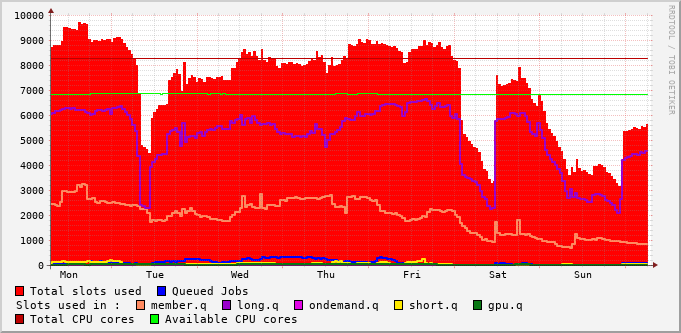 10000
9000
8000
7000
6000
5000
4000
3000
2000
1000
0
Mon Tue Wed Thu Fri Sat Sun
RRDTOOL / TOBI OETIKER
Total slots used Queued Jobs
Slots used in : member.q long.q ondemand.q short.q gpu.q
Total CPU cores Available CPU cores